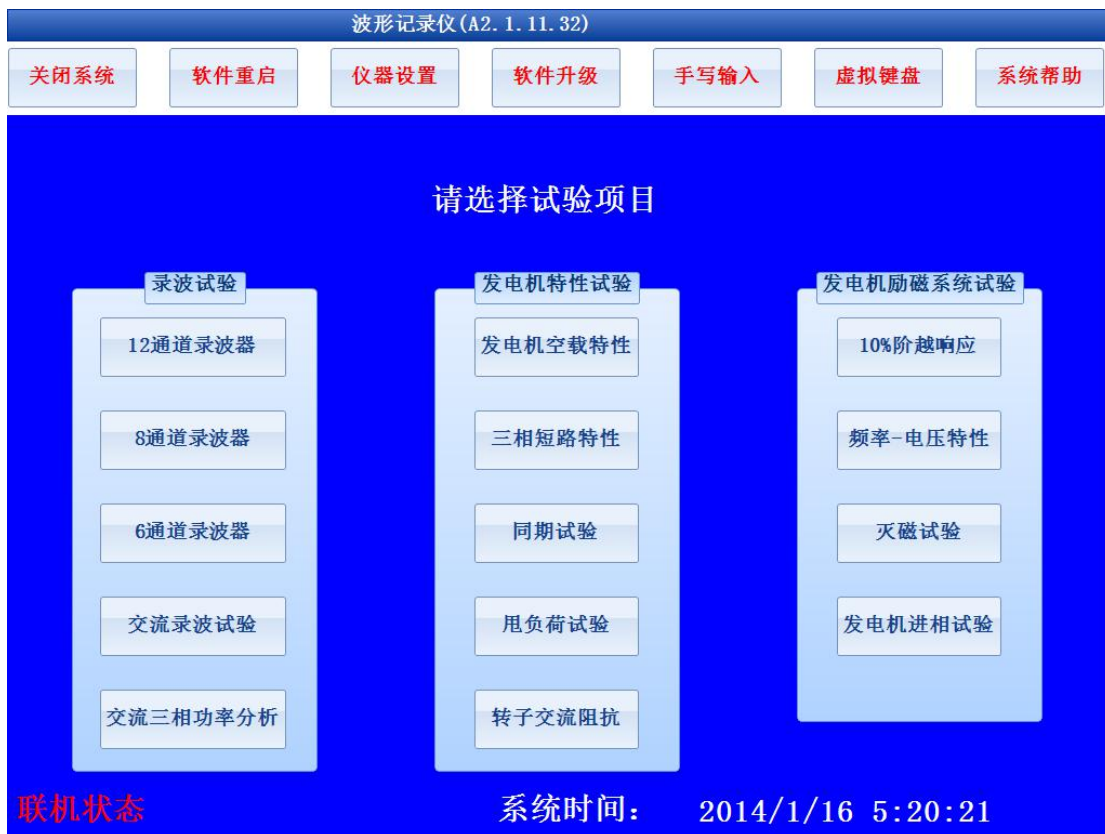 波形记录仪(A2.1.11.32)
关闭系统 软件重启 仪器设置 软件升级 手写输入 虚拟键盘 系统帮助
请选择试验项目
录波试验
12通道录波器
8通道录波器
6通道录波器
交流录波试验
交流三相功率分析
发电机特性试验
发电机空载特性
三相短路特性
同期试验
甩负荷试验
转子交流阻抗
发电机励磁系统试验
10%阶越响应
频率-电压特性
灭磁试验
发电机进相试验
联机状态 系统时间: 2014/1/16 5:20:21